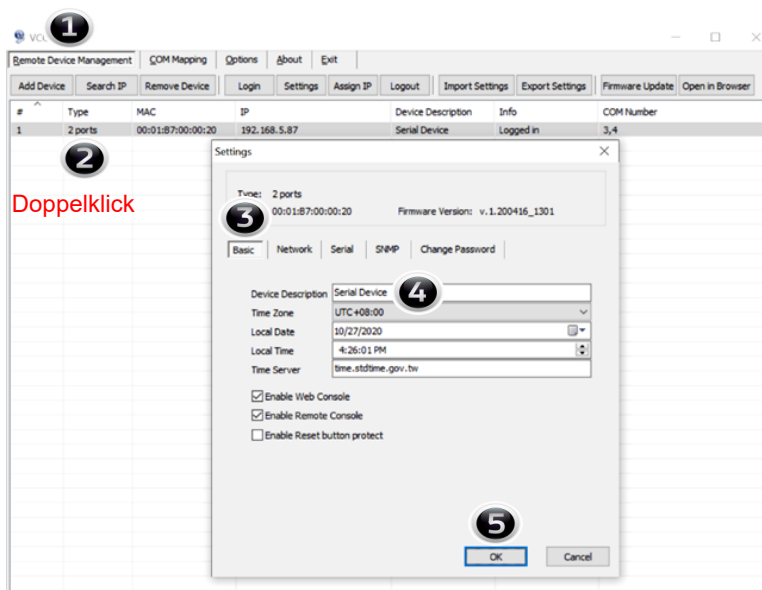 1
VCO
Remote Device Management COM Mapping Options About Exit
Add Device Search IP Remove Device Login Settings Assign IP Logout Import Settings Export Settings Firmware Update Open in Browser
# Type MAC IP Device Description Info COM Number
1 2 ports 00:01:B7:00:00:20 192.168.5.87 Serial Device Logged in 3,4
2
Doppelklick
Settings
Type: 2 ports
3
00:01:B7:00:00:20 Firmware Version: v.1.200416_1301
Basic Network Serial SNMP Change Password
Device Description Serial Device
4
Time Zone UTC+08:00
Local Date 10/27/2020
Local Time 4:26:01 PM
Time Server time.stdtime.gov.tw
Enable Web Console
Enable Remote Console
Enable Reset button protect
5
OK Cancel